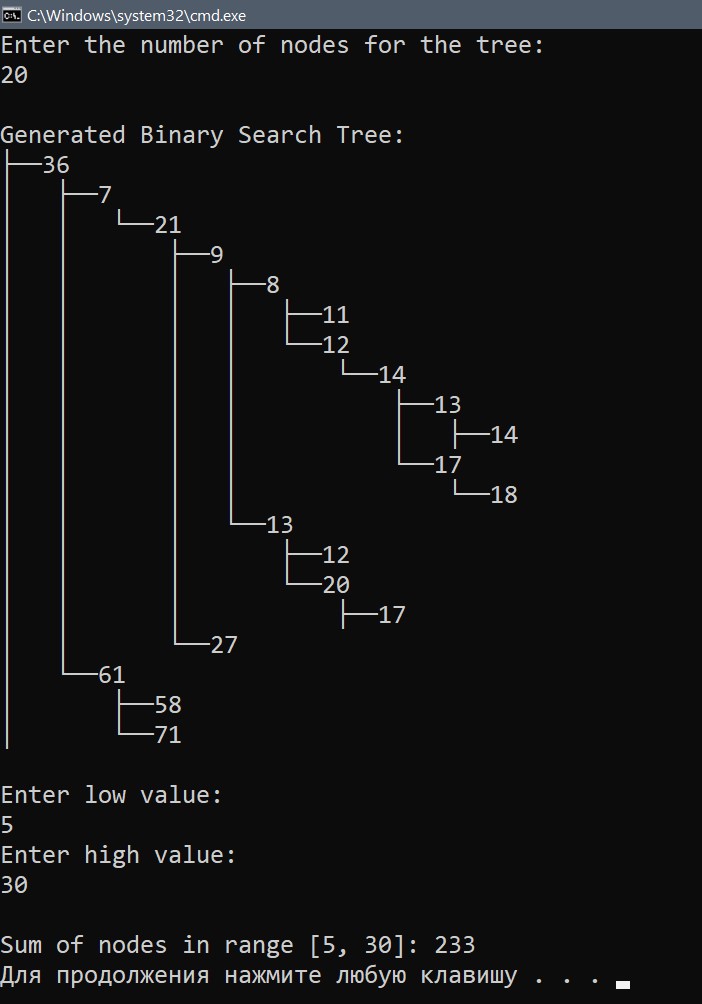 C:\Windows\system32\cmd.exe
Enter the number of nodes for the tree:
20
Generated Binary Search Tree:
├──36
│   ├──7
│   │   └──21
│   │       ├──9
│   │       │   ├──8
│   │       │   │   ├──11
│   │       │   │   └──12
│   │       │   │       └──14
│   │       │   │           ├──13
│   │       │   │           │   ├──14
│   │       │   │           └──17
│   │       │   │               └──18
│   │       │   └──13
│   │       │       ├──12
│   │       │       └──20
│   │       │           ├──17
│   │       └──27
│   └──61
│       ├──58
│       └──71
Enter low value:
5
Enter high value:
30
Sum of nodes in range [5, 30]: 233
Для продолжения нажмите любую клавишу . . .